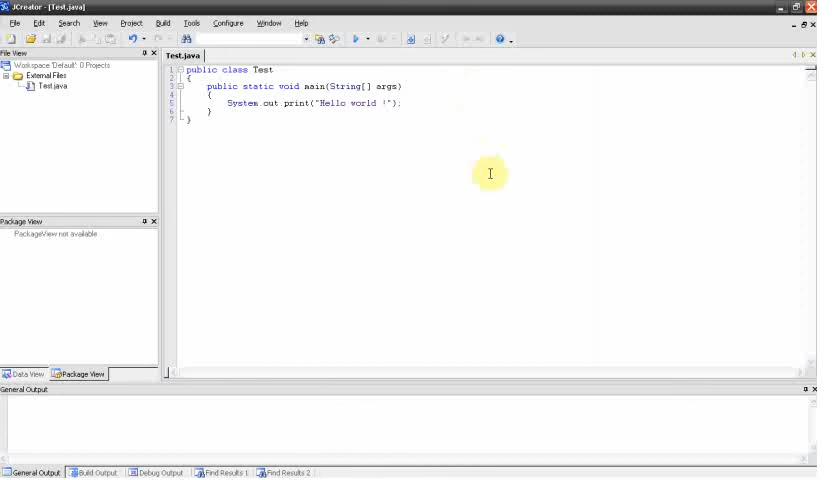 JCreator - [Test.java]
File Edit Search View Project Build Tools Configure Window Help
File View
Test.java
Workspace 'Default': 0 Projects
External Files
Test.java
1 public class Test
2 {
3 public static void main(String[] args)
4 {
5 System.out.print("Hello world !");
6 }
7 }
Package View
PackageView not available
Data View Package View
General Output
General Output Build Output Debug Output Find Results 1 Find Results 2